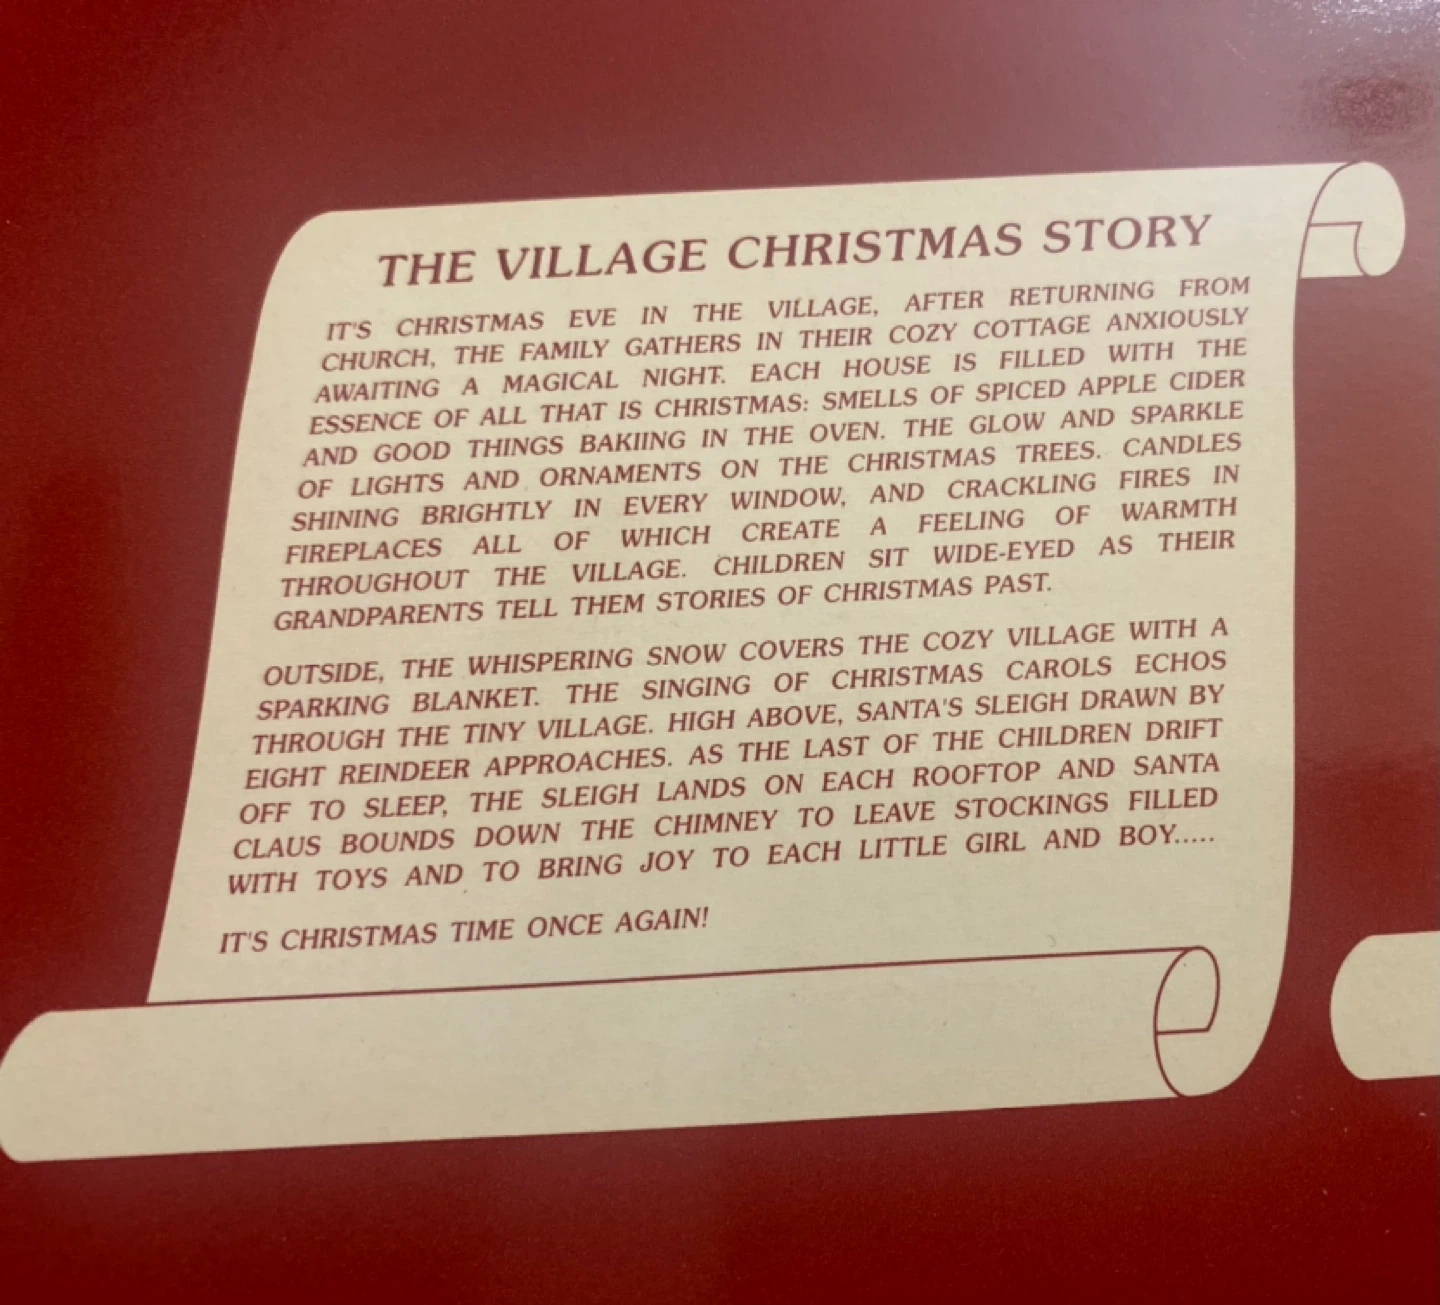 THE VILLAGE CHRISTMAS STORY
IT'S CHRISTMAS EVE IN THE VILLAGE, AFTER RETURNING FROM
CHURCH, THE FAMILY GATHERS IN THEIR COZY COTTAGE ANXIOUSLY
AWAITING A MAGICAL NIGHT. EACH HOUSE IS FILLED WITH THE
ESSENCE OF ALL THAT IS CHRISTMAS: SMELLS OF SPICED APPLE CIDER
AND GOOD THINGS BAKIING IN THE OVEN. THE GLOW AND SPARKLE
OF LIGHTS AND ORNAMENTS ON THE CHRISTMAS TREES. CANDLES
SHINING BRIGHTLY IN EVERY WINDOW, AND CRACKLING FIRES IN
FIREPLACES ALL OF WHICH CREATE A FEELING OF WARMTH
THROUGHOUT THE VILLAGE. CHILDREN SIT WIDE-EYED AS THEIR
GRANDPARENTS TELL THEM STORIES OF CHRISTMAS PAST.
OUTSIDE, THE WHISPERING SNOW COVERS THE COZY VILLAGE WITH A
SPARKING BLANKET. THE SINGING OF CHRISTMAS CAROLS ECHOS
THROUGH THE TINY VILLAGE. HIGH ABOVE, SANTA'S SLEIGH DRAWN BY
EIGHT REINDEER APPROACHES. AS THE LAST OF THE CHILDREN DRIFT
OFF TO SLEEP, THE SLEIGH LANDS ON EACH ROOFTOP AND SANTA
CLAUS BOUNDS DOWN THE CHIMNEY TO LEAVE STOCKINGS FILLED
WITH TOYS AND TO BRING JOY TO EACH LITTLE GIRL AND BOY.....
IT'S CHRISTMAS TIME ONCE AGAIN!